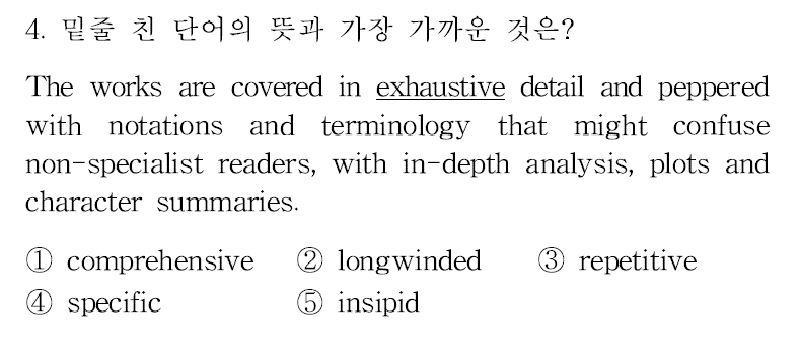 4. 밑줄 친 단어의 뜻과 가장 가까운 것은?
The works are covered in exhaustive detail and peppered
with notations and terminology that might confuse
non-specialist readers, with in-depth analysis, plots and
character summaries.
① comprehensive ② longwinded ③ repetitive
④ specific ⑤ insipid